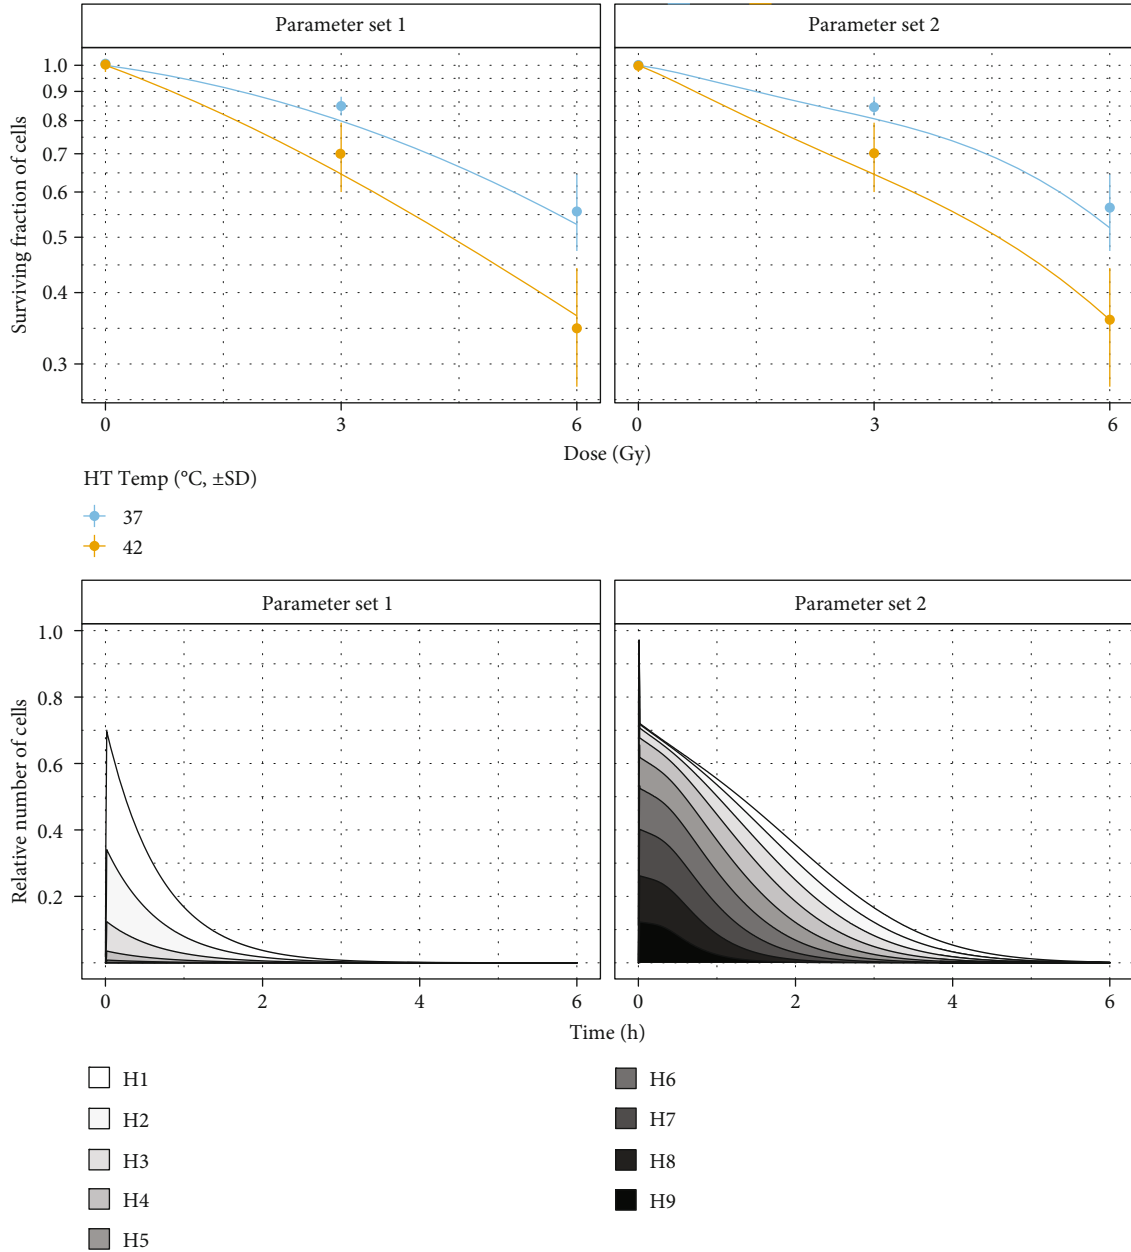 Parameter set 1
Parameter set 2
1.0
0.9
0.8
0.7
0.6
0.5
0.4
0.3
Surviving fraction of cells
0
3
6
0
3
6
Dose (Gy)
HT Temp (°C, ±SD)
37
42
Parameter set 1
Parameter set 2
1.0
0.8
0.6
0.4
0.2
Relative number of cells
0
2
4
6
0
2
4
6
Time (h)
H1
H2
H3
H4
H5
H6
H7
H8
H9